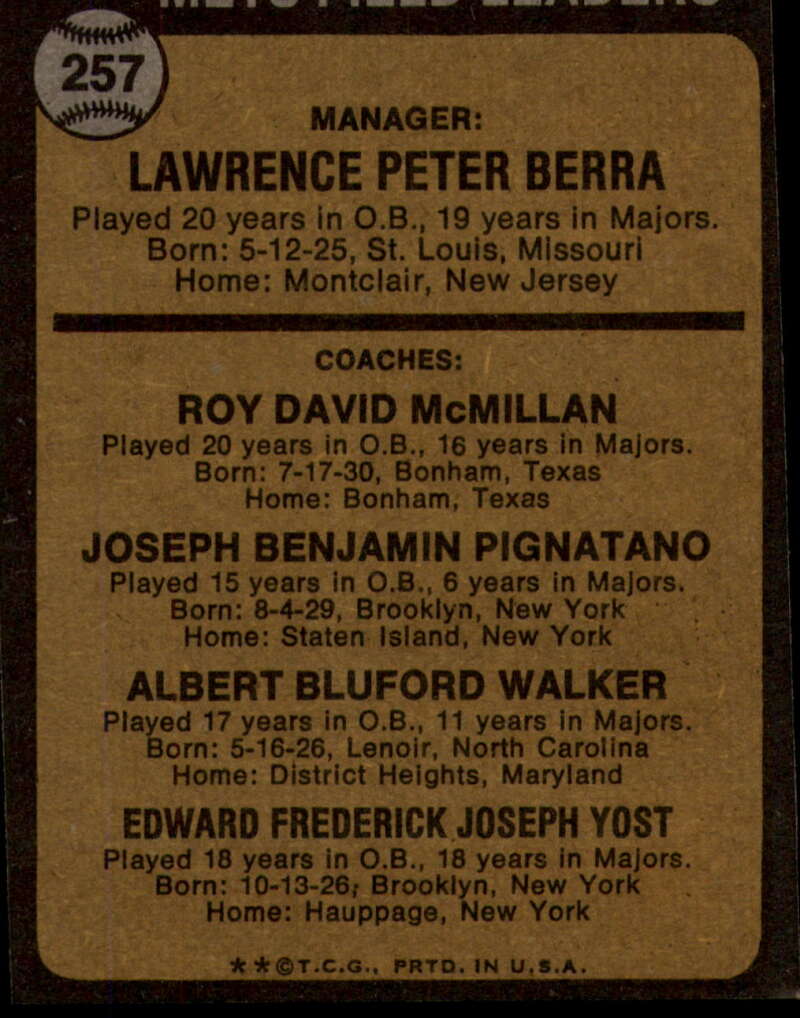 METS FIELD LEADERS
257
MANAGER:
LAWRENCE PETER BERRA
Played 20 years in O.B., 19 years in Majors.
Born: 5-12-25, St. Louis, Missouri
Home: Montclair, New Jersey
COACHES:
ROY DAVID McMILLAN
Played 20 years in O.B., 16 years in Majors.
Born: 7-17-30, Bonham, Texas
Home: Bonham, Texas
JOSEPH BENJAMIN PIGNATANO
Played 15 years in O.B., 6 years in Majors.
Born: 8-4-29, Brooklyn, New York
Home: Staten Island, New York
ALBERT BLUFORD WALKER
Played 17 years in O.B., 11 years in Majors.
Born: 5-16-26, Lenoir, North Carolina
Home: District Heights, Maryland
EDWARD FREDERICK JOSEPH YOST
Played 18 years in O.B., 18 years in Majors.
Born: 10-13-26, Brooklyn, New York
Home: Hauppage, New York
**©T.C.G., PRTD. IN U.S.A.